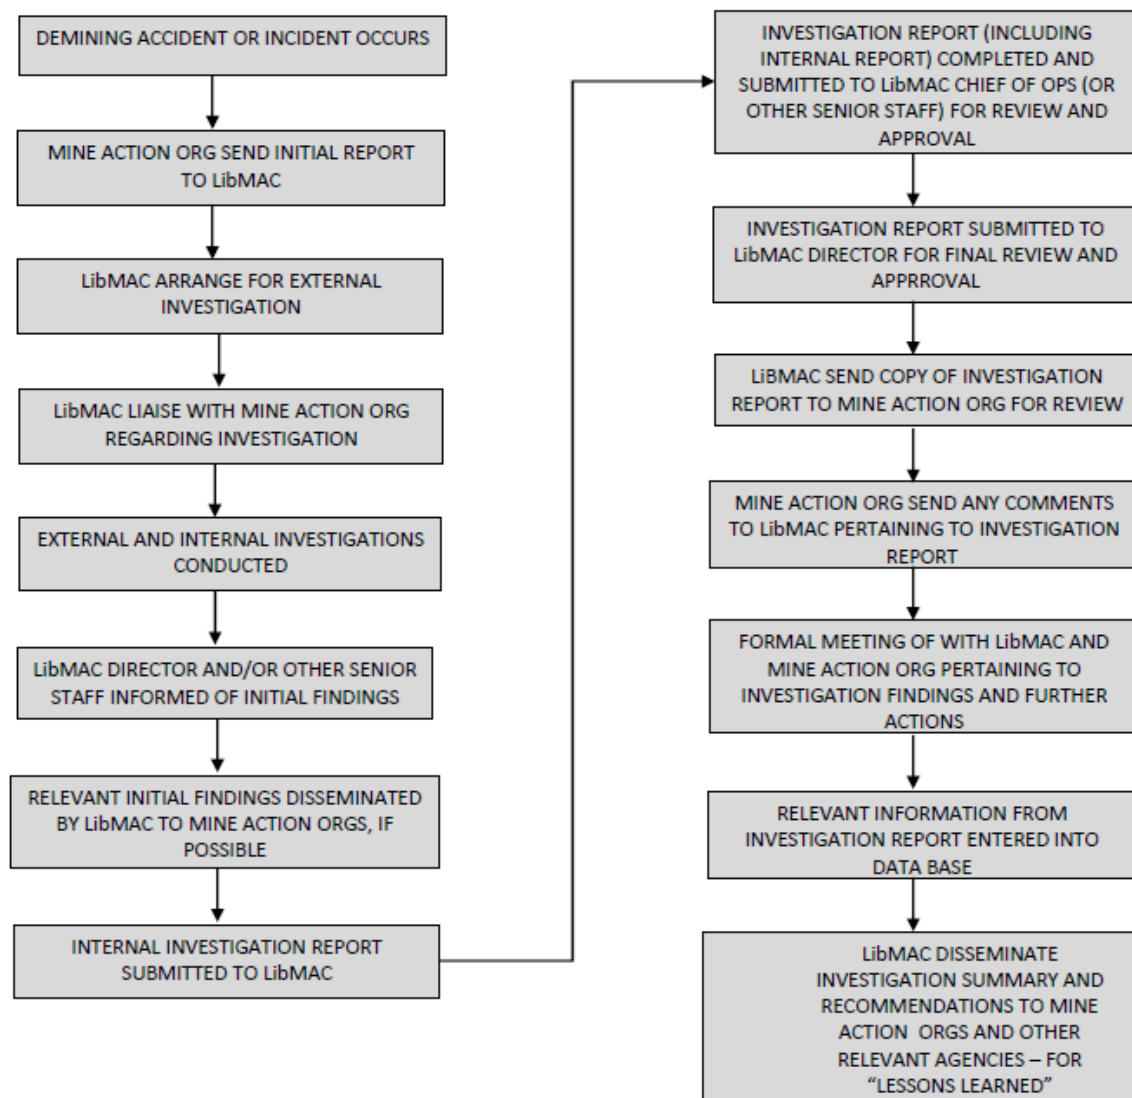 DEMINING ACCIDENT OR INCIDENT OCCURS
MINE ACTION ORG SEND INITIAL REPORT
TO LibMAC
LibMAC ARRANGE FOR EXTERNAL
INVESTIGATION
LibMAC LIAISE WITH MINE ACTION ORG
REGARDING INVESTIGATION
EXTERNAL AND INTERNAL INVESTIGATIONS
CONDUCTED
LibMAC DIRECTOR AND/OR OTHER SENIOR
STAFF INFORMED OF INITIAL FINDINGS
RELEVANT INITIAL FINDINGS DISSEMINATED
BY LibMAC TO MINE ACTION ORGS, IF
POSSIBLE
INTERNAL INVESTIGATION REPORT
SUBMITTED TO LibMAC
INVESTIGATION REPORT (INCLUDING
INTERNAL REPORT) COMPLETED AND
SUBMITTED TO LibMAC CHIEF OF OPS (OR
OTHER SENIOR STAFF) FOR REVIEW AND
APPROVAL
INVESTIGATION REPORT SUBMITTED TO
LibMAC DIRECTOR FOR FINAL REVIEW AND
APPRROVAL
LiBMAC SEND COPY OF INVESTIGATION
REPORT TO MINE ACTION ORG FOR REVIEW
MINE ACTION ORG SEND ANY COMMENTS
TO LibMAC PERTAINING TO INVESTIGATION
REPORT
FORMAL MEETING OF WITH LibMAC AND
MINE ACTION ORG PERTAINING TO
INVESTIGATION FINDINGS AND FURTHER
ACTIONS
RELEVANT INFORMATION FROM
INVESTIGATION REPORT ENTERED INTO
DATA BASE
LibMAC DISSEMINATE
INVESTIGATION SUMMARY AND
RECOMMENDATIONS TO MINE
ACTION ORGS AND OTHER
RELEVANT AGENCIES – FOR
“LESSONS LEARNED”